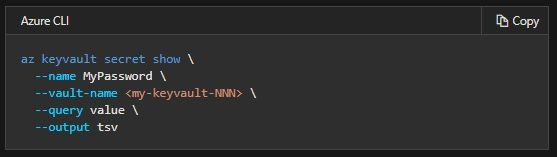 Azure CLI
Copy
az keyvault secret show \
--name MyPassword \
--vault-name <my-keyvault-NNN> \
--query value \
--output tsv